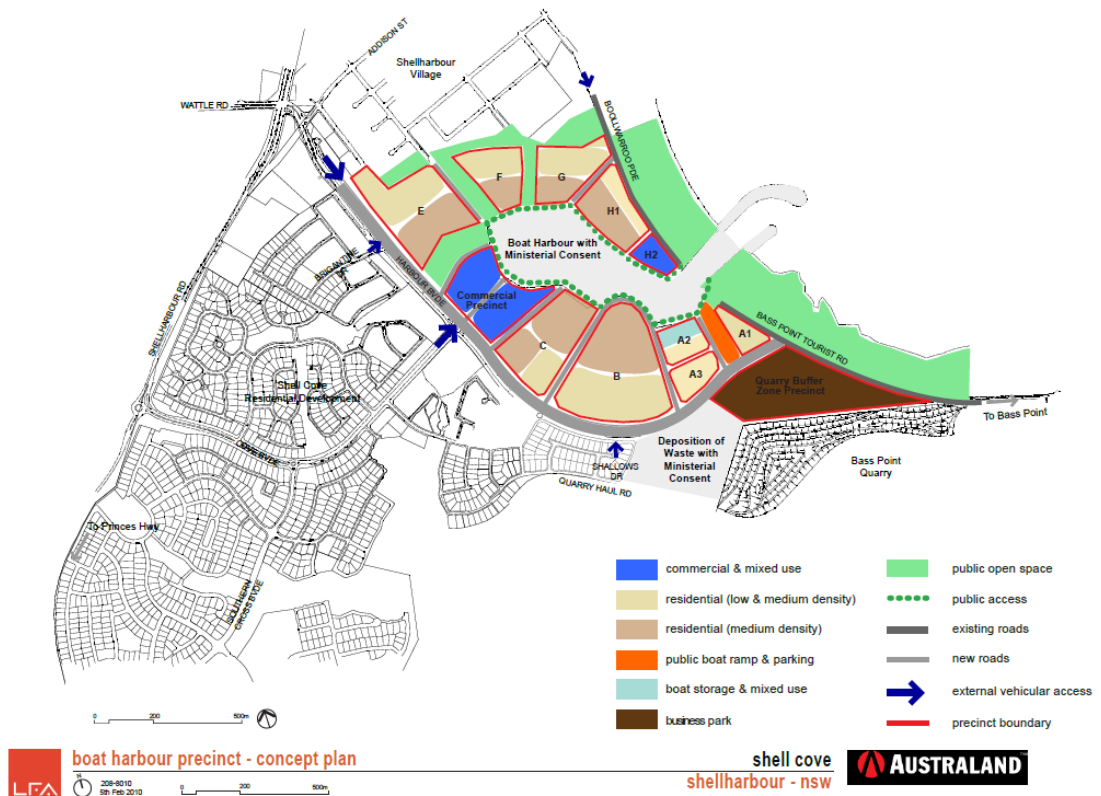 ADDISON ST
Shellharbour
Village
WATTLE RD
BOOLLWARROO PDE
F
G
E
H1
H2
Boat Harbour with
Ministerial Consent
BRIGANTINE
DR
HARBOUR BVDE
Commercial
Precinct
SHELLHARBOUR RD
BASS POINT TOURIST RD
A1
A2
A3
C
B
Shell Cove
Residential Development
Quarry Buffer
Zone Precinct
To Bass Point
Deposition of
Waste with
Ministerial
Consent
Bass Point
Quarry
SHALLOWS
DR
QUARRY HAUL RD
To Princes Hwy
SOUTHERN
CROSS BVDE
commercial & mixed use
residential (low & medium density)
residential (medium density)
public boat ramp & parking
boat storage & mixed use
business park
public open space
public access
existing roads
new roads
external vehicular access
precinct boundary
0 200 500m
boat harbour precinct - concept plan
shell cove
shellharbour - nsw
AUSTRALAND
LFA
N
208-8010
5th Feb 2010
0 200 500m